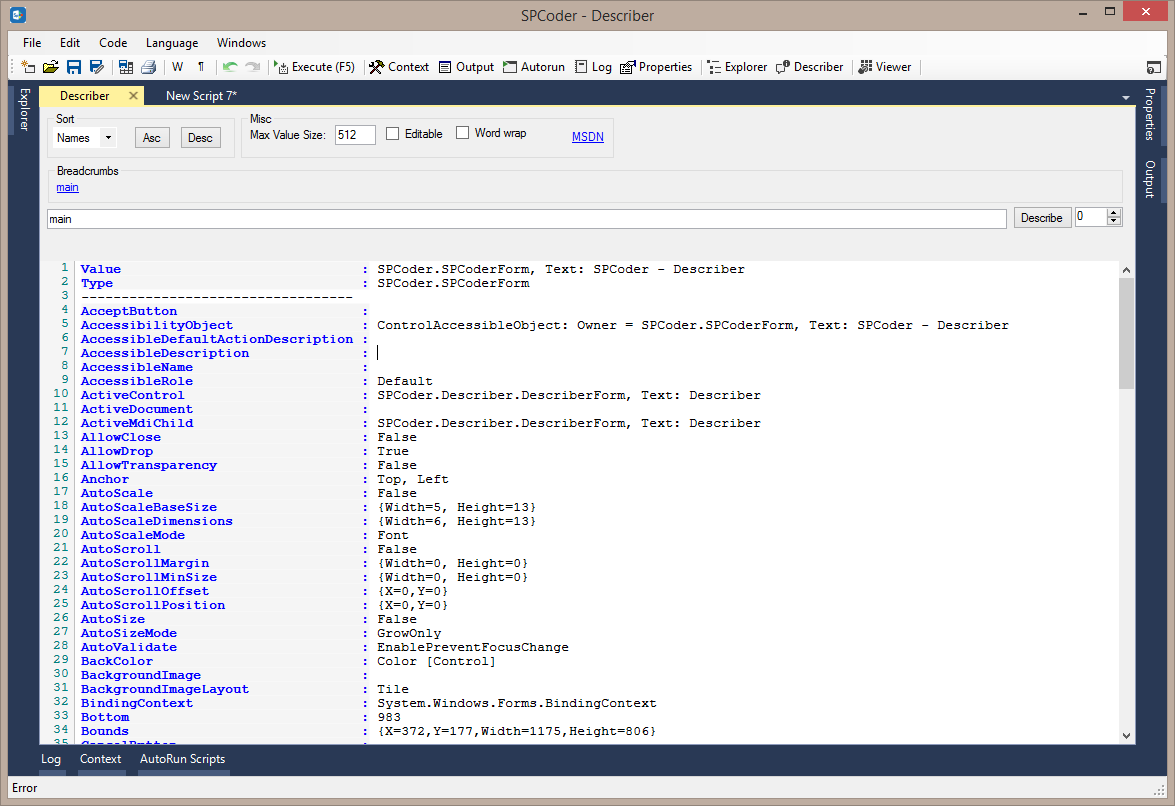 SPCoder - Describer
File Edit Code Language Windows
W ¶ Execute (F5) Context Output Autorun Log Properties Explorer Describer Viewer
Explorer
Describer New Script 7*
Properties
Output
Sort
Names Asc Desc
Misc
Max Value Size: 512 Editable Word wrap MSDN
Breadcrumbs
main
main Describe 0
1 Value : SPCoder.SPCoderForm, Text: SPCoder - Describer
2 Type : SPCoder.SPCoderForm
3 ----------------------------------
4 AcceptButton :
5 AccessibilityObject : ControlAccessibleObject: Owner = SPCoder.SPCoderForm, Text: SPCoder - Describer
6 AccessibleDefaultActionDescription :
7 AccessibleDescription :
8 AccessibleName :
9 AccessibleRole : Default
10 ActiveControl : SPCoder.Describer.DescriberForm, Text: Describer
11 ActiveDocument :
12 ActiveMdiChild : SPCoder.Describer.DescriberForm, Text: Describer
13 AllowClose : False
14 AllowDrop : True
15 AllowTransparency : False
16 Anchor : Top, Left
17 AutoScale : False
18 AutoScaleBaseSize : {Width=5, Height=13}
19 AutoScaleDimensions : {Width=6, Height=13}
20 AutoScaleMode : Font
21 AutoScroll : False
22 AutoScrollMargin : {Width=0, Height=0}
23 AutoScrollMinSize : {Width=0, Height=0}
24 AutoScrollOffset : {X=0,Y=0}
25 AutoScrollPosition : {X=0,Y=0}
26 AutoSize : False
27 AutoSizeMode : GrowOnly
28 AutoValidate : EnablePreventFocusChange
29 BackColor : Color [Control]
30 BackgroundImage :
31 BackgroundImageLayout : Tile
32 BindingContext : System.Windows.Forms.BindingContext
33 Bottom : 983
34 Bounds : {X=372,Y=177,Width=1175,Height=806}
35 CancelButton :
Log Context AutoRun Scripts
Error